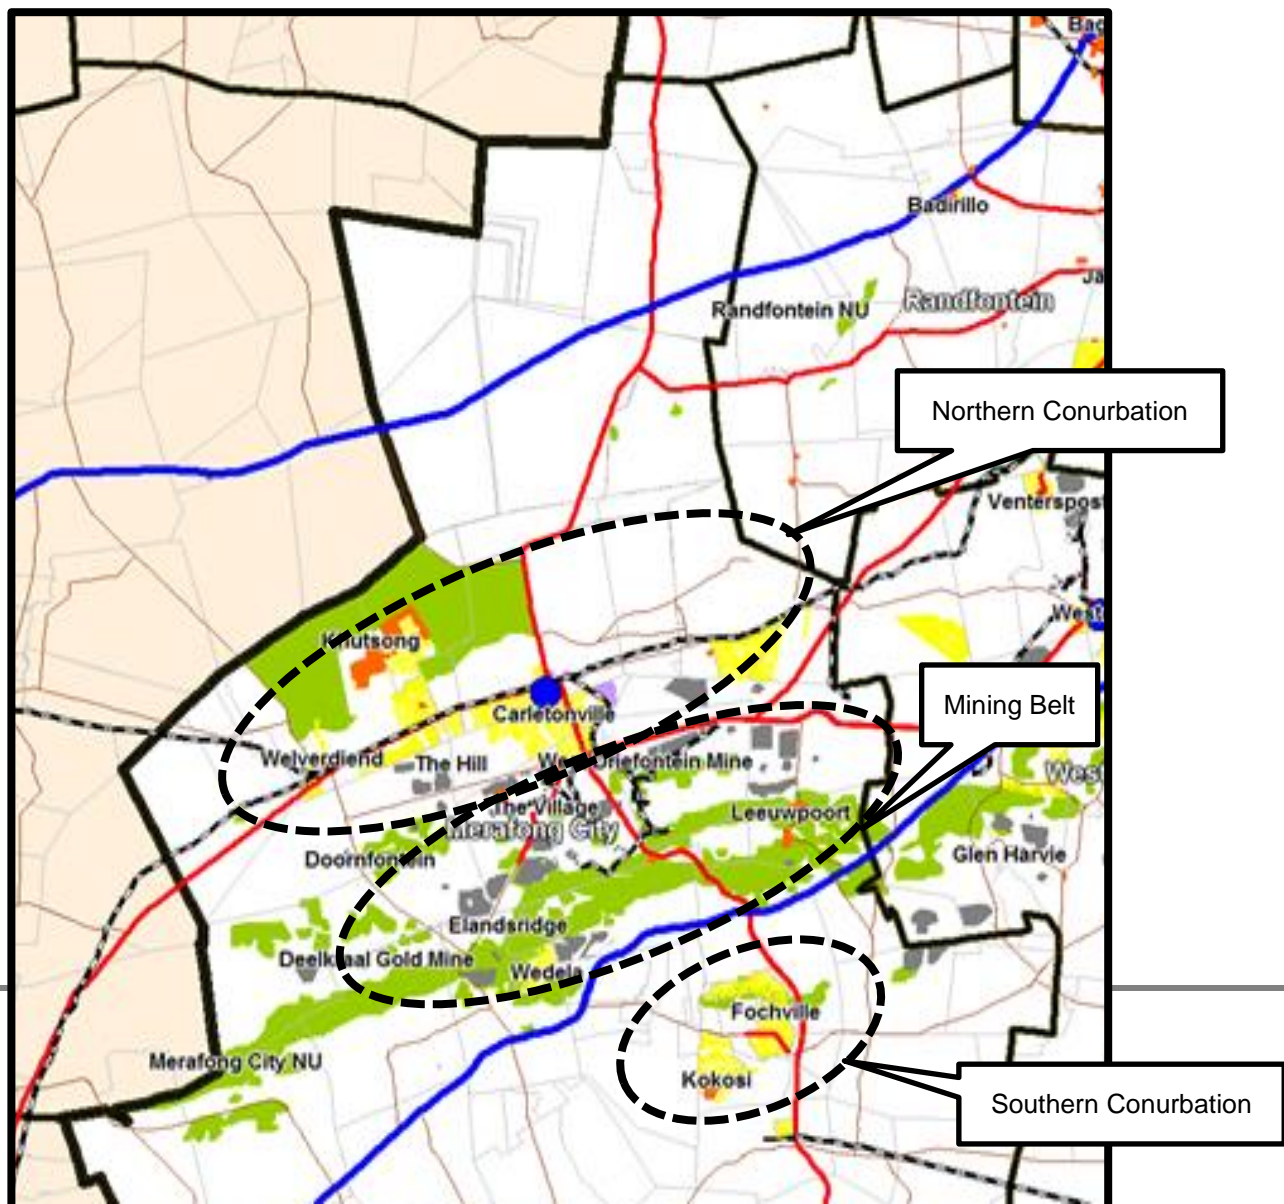 Badirillo
Randfontein NU
Randfontein
Northern Conurbation
Venterspost
Khutsong
Mining Belt
Carletonville
Welverdiend
The Hill
West Driefontein Mine
The Village
Leeuwpoort
Merafong City
Doornfontein
Glen Harvie
Elandsridge
Deelkraal Gold Mine
Wedela
Fochville
Merafong City NU
Kokosi
Southern Conurbation